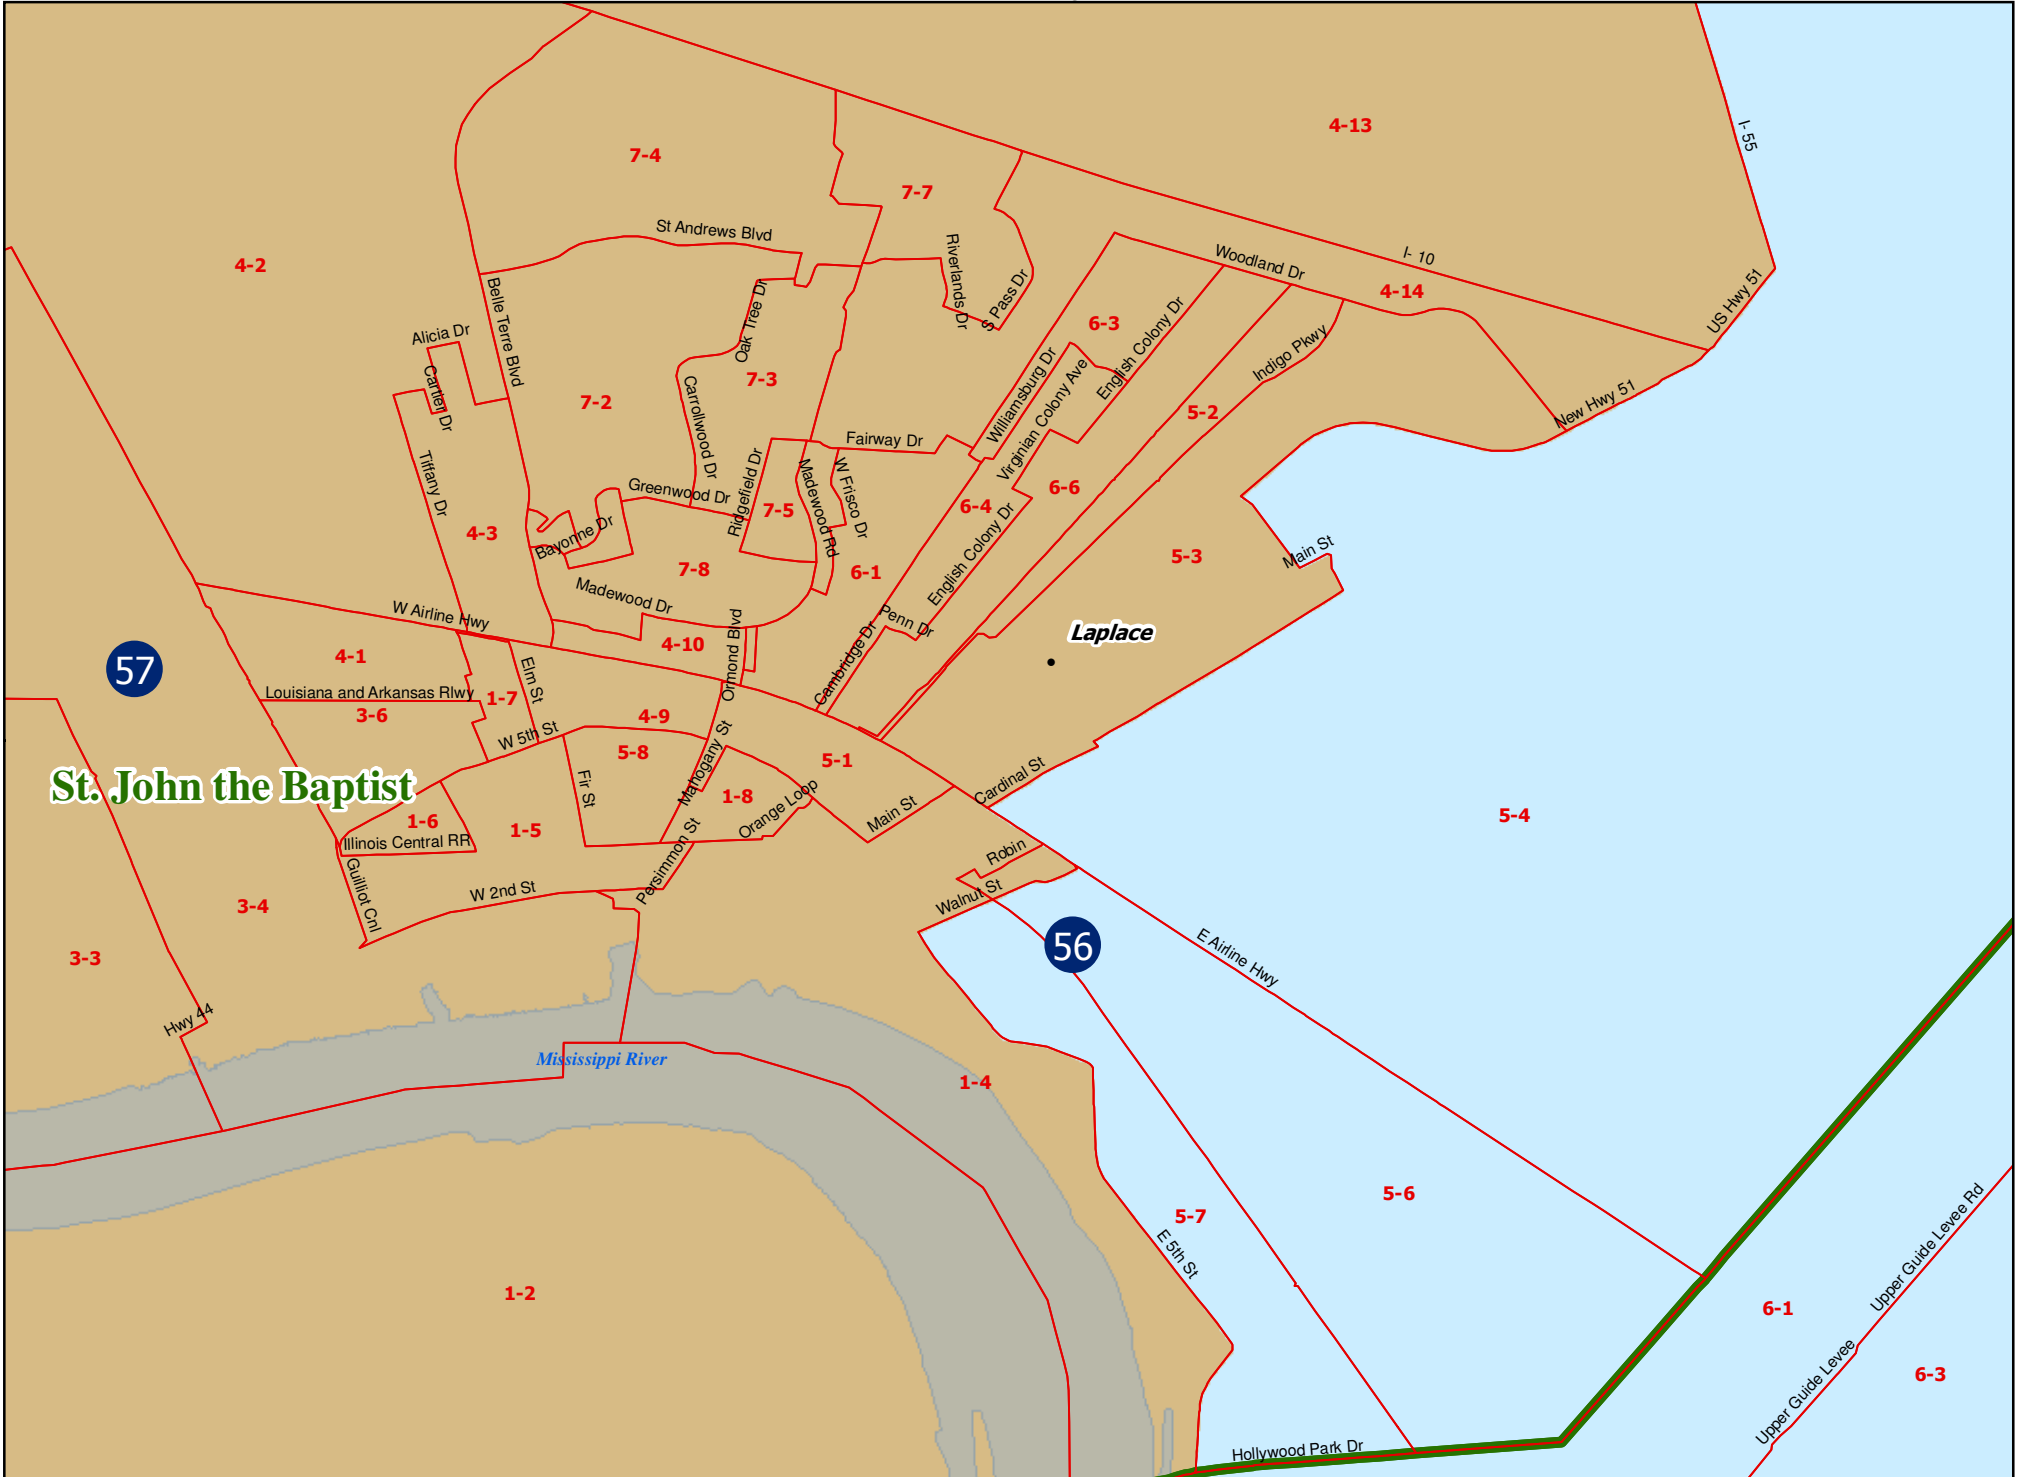 4-13
I- 55
7-4
7-7
St Andrews Blvd
4-2
Riverlands Dr
S Pass Dr
Woodland Dr
I- 10
4-14
US Hwy 51
Belle Terre Blvd
Oak Tree Dr
6-3
English Colony Dr
Indigo Pkwy
Alicia Dr
Cartier Dr
7-3
7-2
Carrollwood Dr
Williamsburg Dr
Virginian Colony Ave
5-2
New Hwy 51
Fairway Dr
Tiffany Dr
Greenwood Dr
Ridgefield Dr
7-5
Madewood Rd
W Frisco Dr
6-4
6-6
4-3
Bayonne Dr
English Colony Dr
5-3
Main St
7-8
6-1
Madewood Dr
W Airline Hwy
Penn Dr
Laplace
57
4-1
4-10
Ormond Blvd
Cambridge Dr
Louisiana and Arkansas Rlwy
1-7
Elm St
3-6
4-9
W 5th St
5-8
Mahogany St
5-1
St. John the Baptist
Fir St
1-8
Orange Loop
Main St
Cardinal St
5-4
1-6
1-5
Illinois Central RR
Guilliot Cnl
Persimmon St
Robin
W 2nd St
Walnut St
3-4
56
E Airline Hwy
3-3
Hwy 44
Mississippi River
1-4
5-7
5-6
E 5th St
Upper Guide Levee Rd
1-2
6-1
Upper Guide Levee
6-3
Hollywood Park Dr